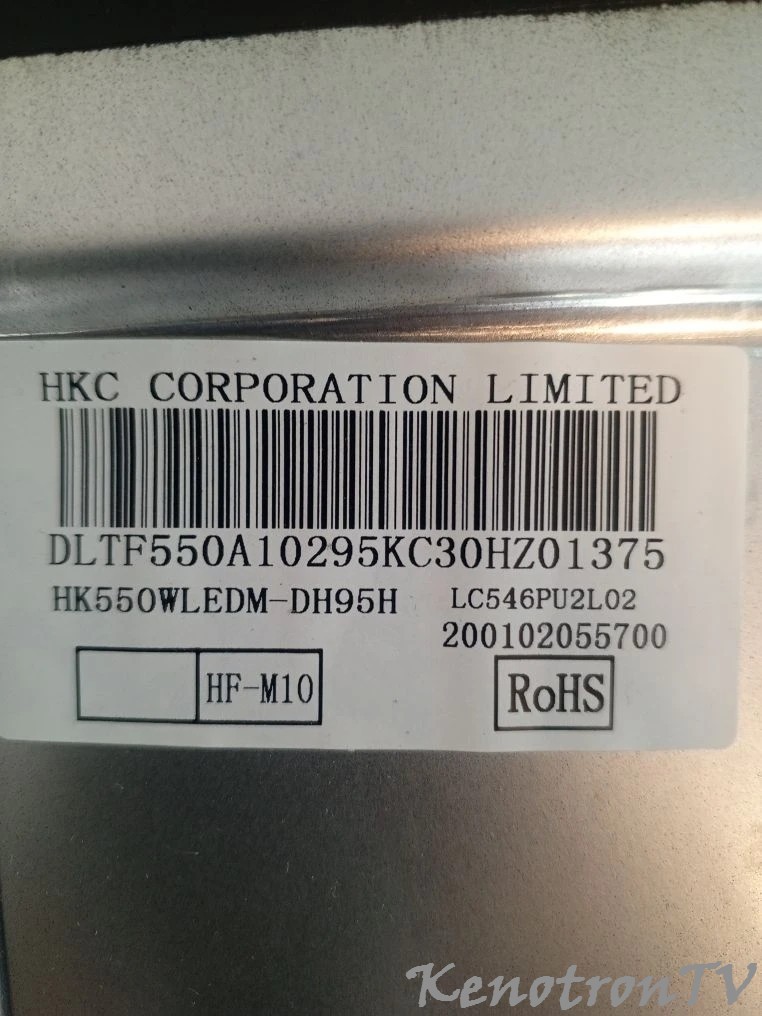 HKC CORPORATION LIMITED
DLTF550A10295KC30HZ01375
HK550WLEDM-DH95H LC546PU2L02
200102055700
HF-M10 RoHS
KenotronTV